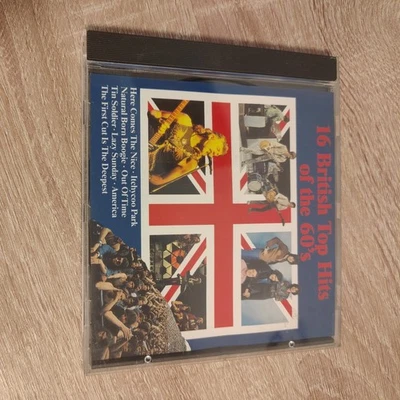 16 British Top Hits
of the 60's
Here Comes The Nice · Itchycoo Park
Natural Born Boogie · Out Of Time
Tin Soldier · Lazy Sunday · America
The First Cut Is The Deepest